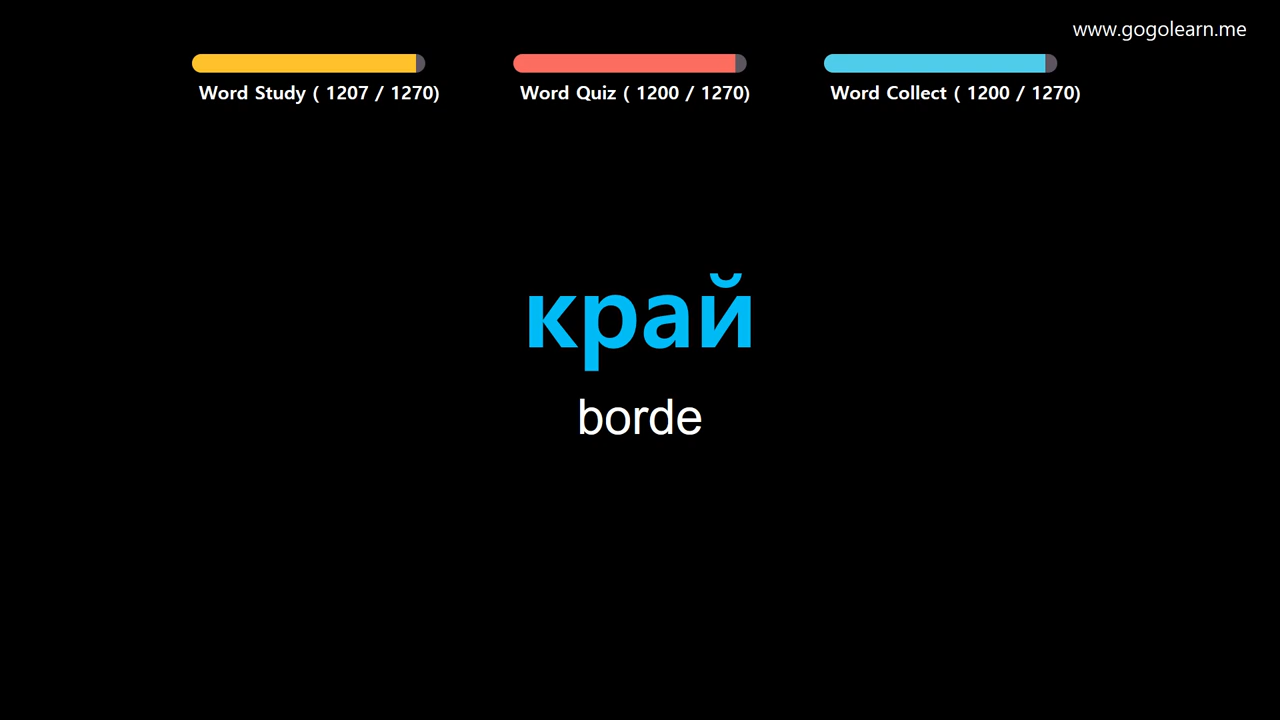 www.gogolearn.me
Word Study ( 1207 / 1270)
Word Quiz ( 1200 / 1270)
Word Collect ( 1200 / 1270)
край
borde